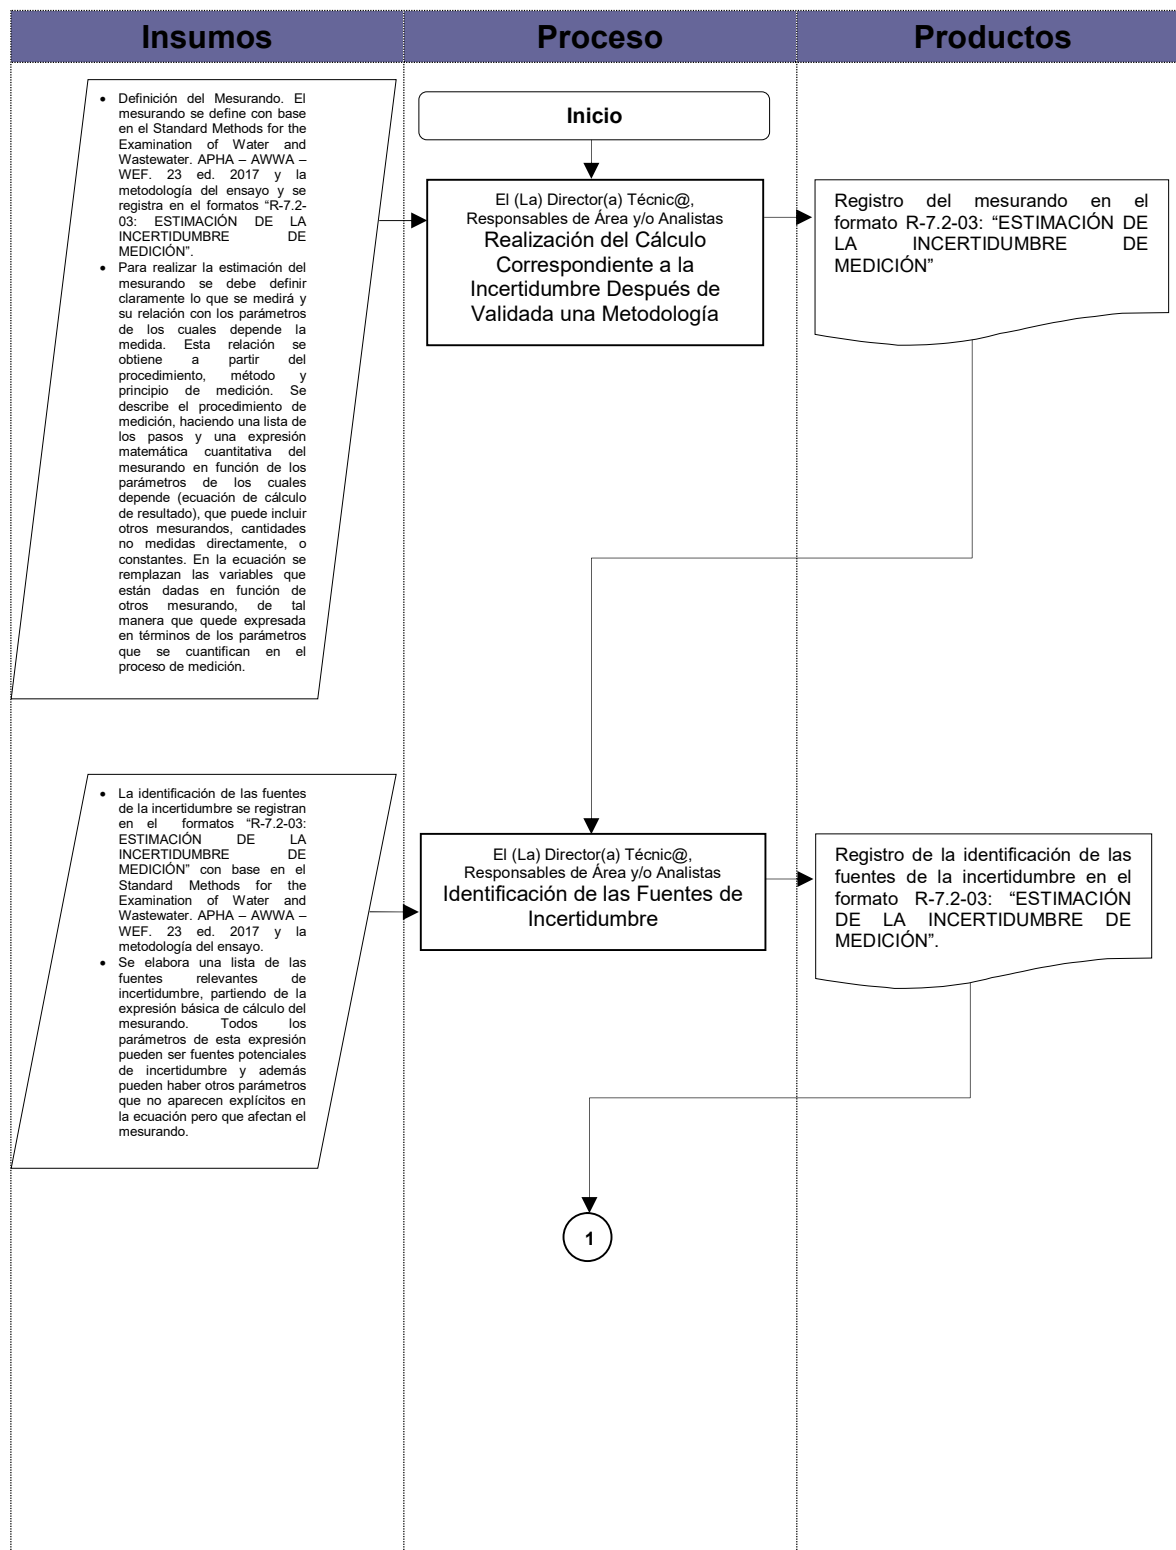 Insumos
Proceso
Productos
• Definición del Mesurando. El
mesurando se define con base
en el Standard Methods for the
Examination of Water and
Wastewater. APHA – AWWA –
WEF. 23 ed. 2017 y la
metodología del ensayo y se
registra en el formatos “R-7.2-
03: ESTIMACIÓN DE LA
INCERTIDUMBRE DE
MEDICIÓN”.
• Para realizar la estimación del
mesurando se debe definir
claramente lo que se medirá y
su relación con los parámetros
de los cuales depende la
medida. Esta relación se
obtiene a partir del
procedimiento, método y
principio de medición. Se
describe el procedimiento de
medición, haciendo una lista de
los pasos y una expresión
matemática cuantitativa del
mesurando en función de los
parámetros de los cuales
depende (ecuación de cálculo
de resultado), que puede incluir
otros mesurandos, cantidades
no medidas directamente, o
constantes. En la ecuación se
remplazan las variables que
están dadas en función de
otros mesurando, de tal
manera que quede expresada
en términos de los parámetros
que se cuantifican en el
proceso de medición.
Inicio
El (La) Director(a) Técnic@,
Responsables de Área y/o Analistas
Realización del Cálculo
Correspondiente a la
Incertidumbre Después de
Validada una Metodología
Registro del mesurando en el
formato R-7.2-03: “ESTIMACIÓN DE
LA INCERTIDUMBRE DE
MEDICIÓN”
• La identificación de las fuentes
de la incertidumbre se registran
en el formatos “R-7.2-03:
ESTIMACIÓN DE LA
INCERTIDUMBRE DE
MEDICIÓN” con base en el
Standard Methods for the
Examination of Water and
Wastewater. APHA – AWWA –
WEF. 23 ed. 2017 y la
metodología del ensayo.
• Se elabora una lista de las
fuentes relevantes de
incertidumbre, partiendo de la
expresión básica de cálculo del
mesurando. Todos los
parámetros de esta expresión
pueden ser fuentes potenciales
de incertidumbre y además
pueden haber otros parámetros
que no aparecen explícitos en
la ecuación pero que afectan el
mesurando.
El (La) Director(a) Técnic@,
Responsables de Área y/o Analistas
Identificación de las Fuentes de
Incertidumbre
Registro de la identificación de las
fuentes de la incertidumbre en el
formato R-7.2-03: “ESTIMACIÓN
DE LA INCERTIDUMBRE DE
MEDICIÓN”.
1